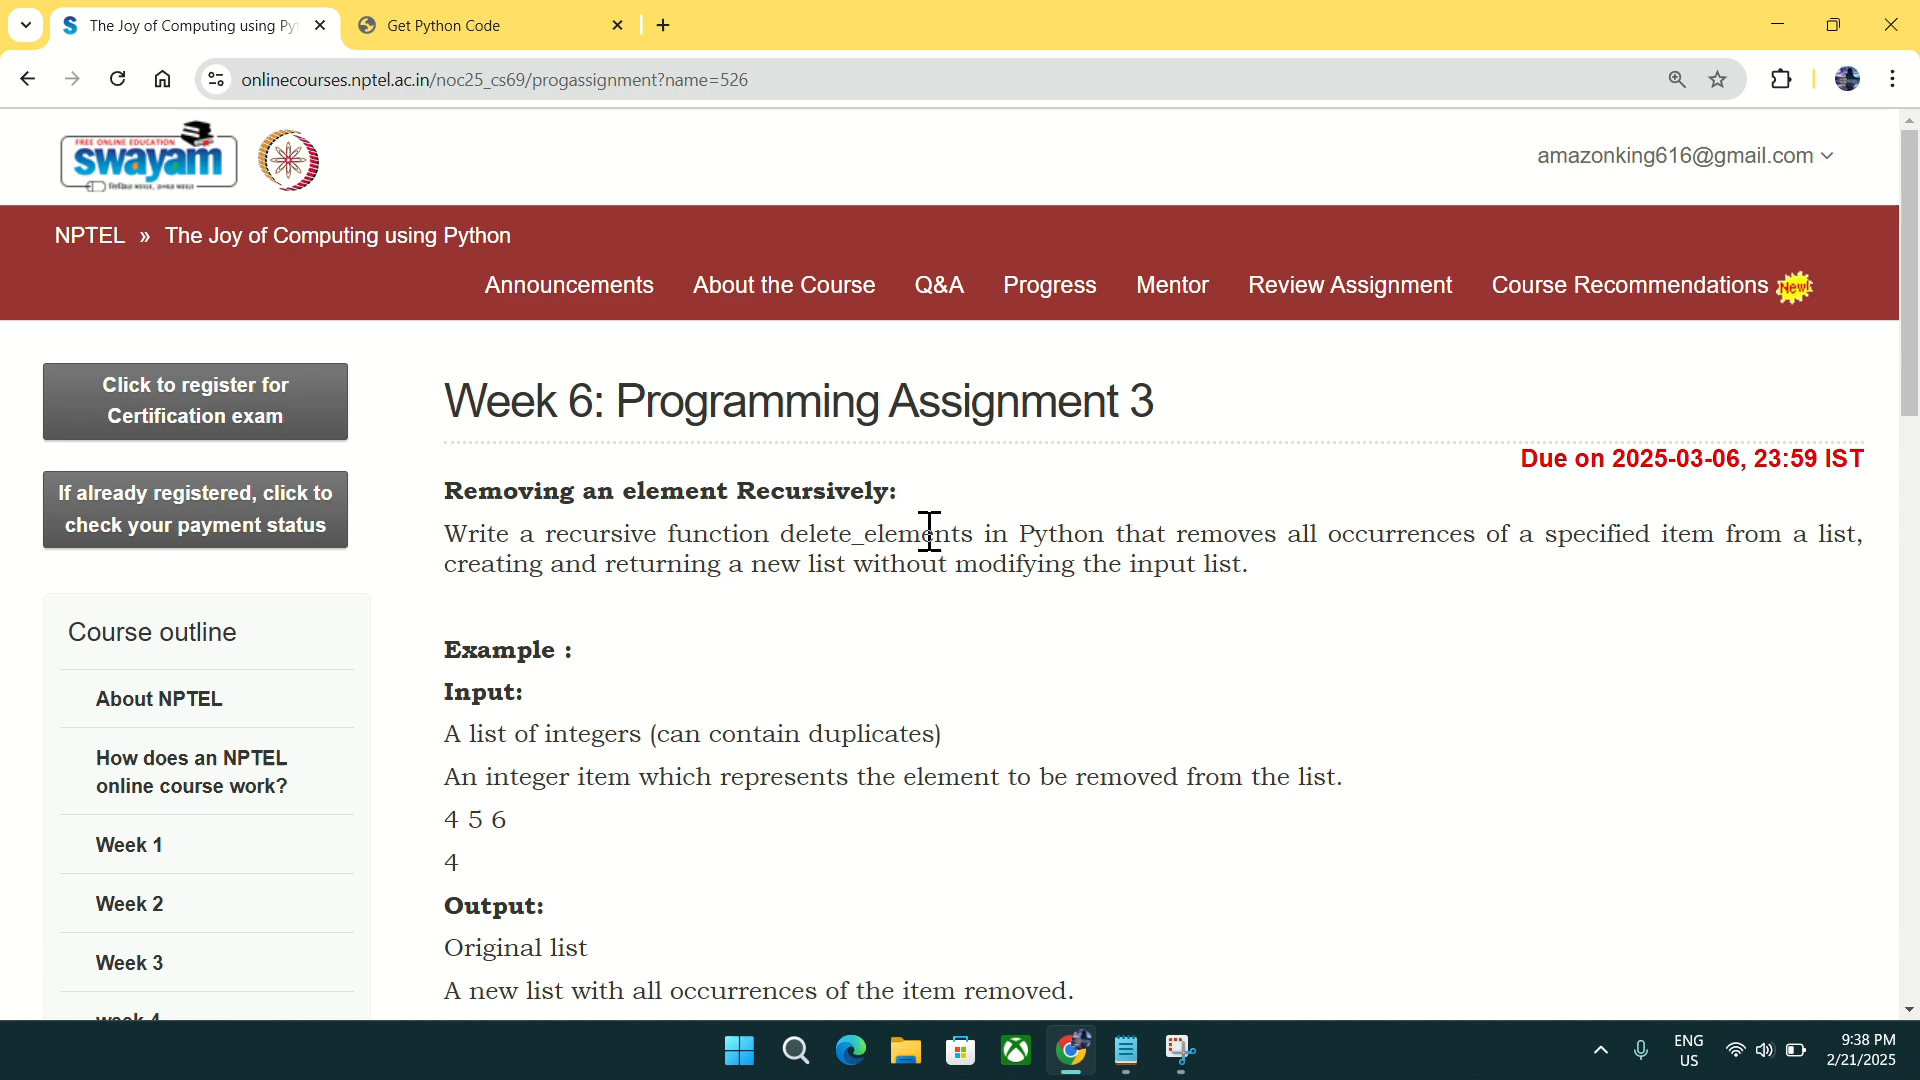 The Joy of Computing using Py
Get Python Code
onlinecourses.nptel.ac.in/noc25_cs69/progassignment?name=526
FREE ONLINE EDUCATION
swayam
amazonking616@gmail.com
NPTEL » The Joy of Computing using Python
Announcements About the Course Q&A Progress Mentor Review Assignment Course Recommendations New!
Click to register for
Certification exam
If already registered, click to
check your payment status
Course outline
About NPTEL
How does an NPTEL
online course work?
Week 1
Week 2
Week 3
week 4
Week 6: Programming Assignment 3
Due on 2025-03-06, 23:59 IST
Removing an element Recursively:
Write a recursive function delete_elements in Python that removes all occurrences of a specified item from a list,
creating and returning a new list without modifying the input list.
Example :
Input:
A list of integers (can contain duplicates)
An integer item which represents the element to be removed from the list.
4 5 6
4
Output:
Original list
A new list with all occurrences of the item removed.
ENG
US
9:38 PM
2/21/2025